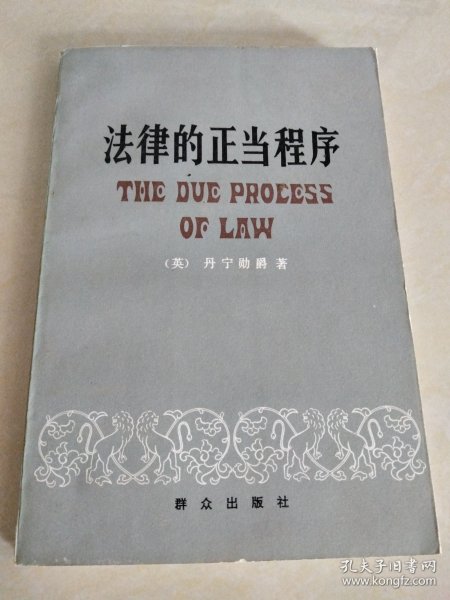 法律的正当程序
THE DUE PROCESS
OF LAW
(英) 丹宁勋爵 著
群众出版社
孔夫子旧书网
www.kongfz.com